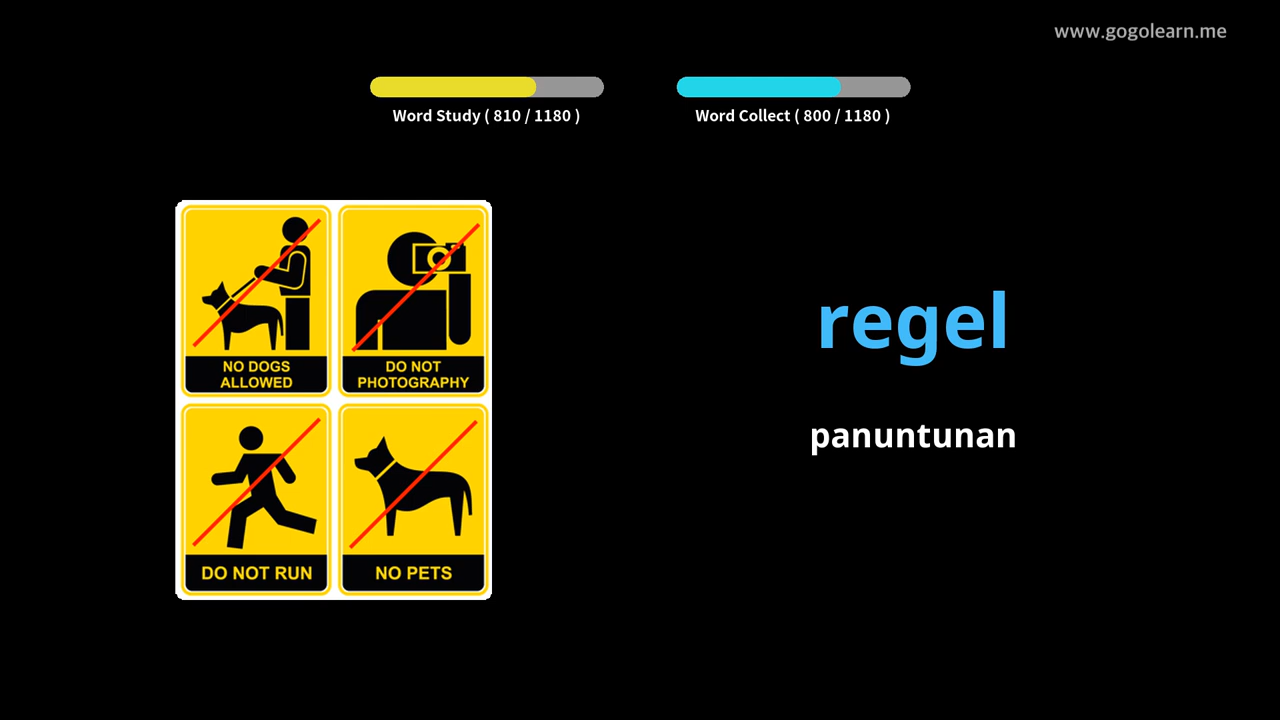 www.gogolearn.me
Word Study ( 810 / 1180 )
Word Collect ( 800 / 1180 )
NO DOGS
ALLOWED
DO NOT
PHOTOGRAPHY
DO NOT RUN
NO PETS
regel
panuntunan